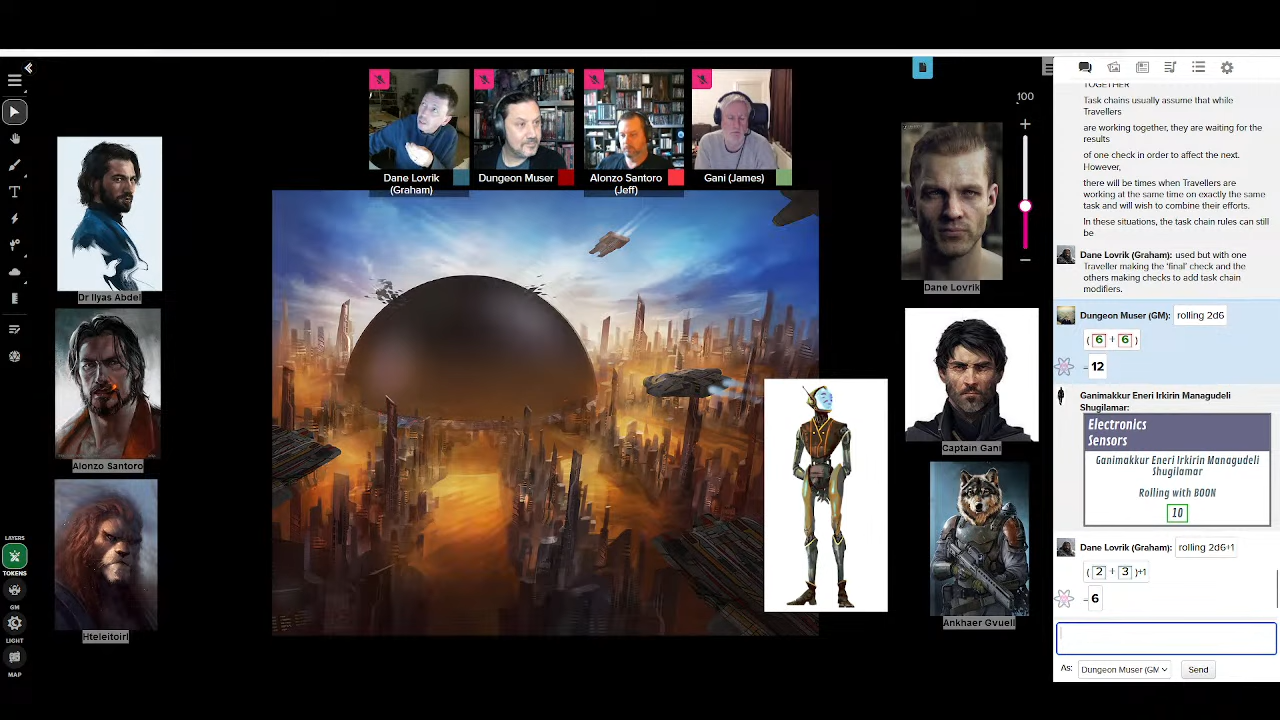 Dane Lovrik
(Graham)
Dungeon Muser
Alonzo Santoro
(Jeff)
Gani (James)
100
Dr Ilyas Abdel
Alonzo Santoro
Hteleitoirl
Dane Lovrik
Captain Gani
Ankhaer Gvuell
LAYERS
TOKENS
GM
LIGHT
MAP
TOGETHER
Task chains usually assume that while
Travellers
are working together, they are waiting for the
results
of one check in order to affect the next.
However,
there will be times when Travellers are
working at the same time on exactly the same
task and will wish to combine their efforts.
In these situations, the task chain rules can still
be
Dane Lovrik (Graham): used but with one
Traveller making the 'final' check and the
others making checks to add task chain
modifiers.
Dungeon Muser (GM): rolling 2d6
( 6 + 6 )
= 12
Ganimakkur Eneri Irkirin Managudeli
Shugilamar:
Electronics
Sensors
Ganimakkur Eneri Irkirin Managudeli
Shugilamar
Rolling with BOON
10
Dane Lovrik (Graham): rolling 2d6+1
( 2 + 3 )+1
= 6
As: Dungeon Muser (GM Send